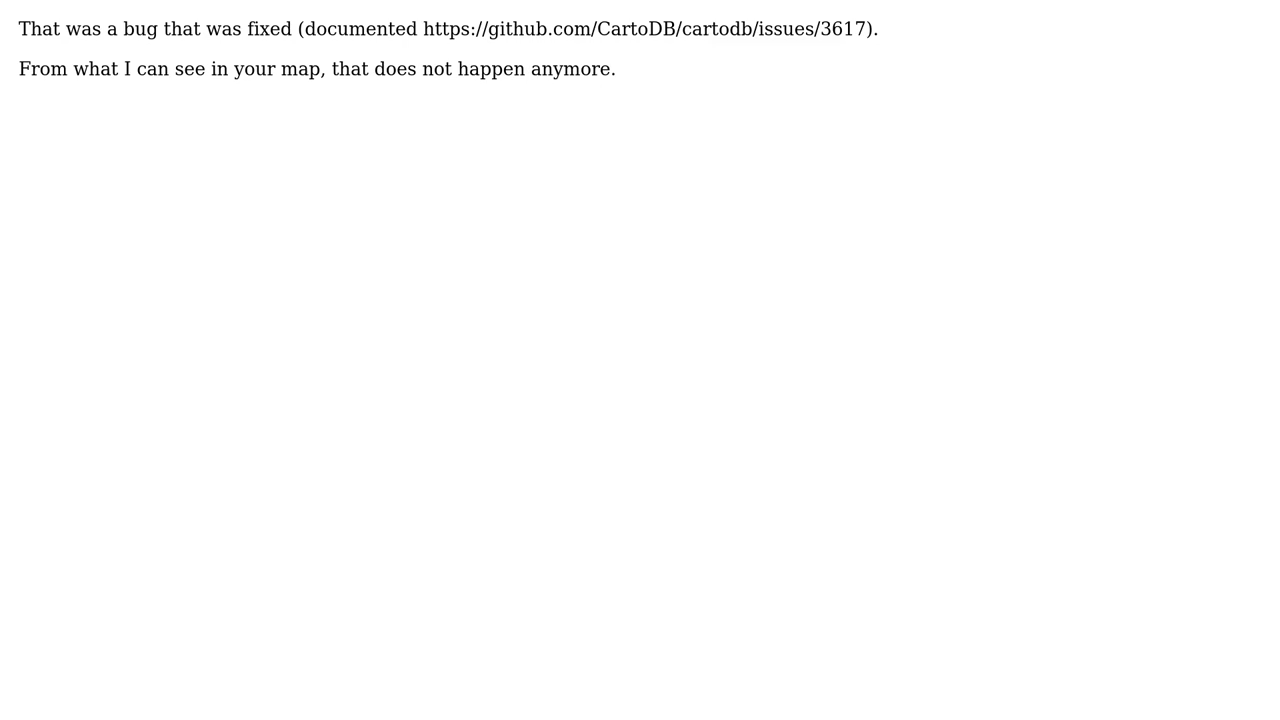 That was a bug that was fixed (documented https://github.com/CartoDB/cartodb/issues/3617).
From what I can see in your map, that does not happen anymore.